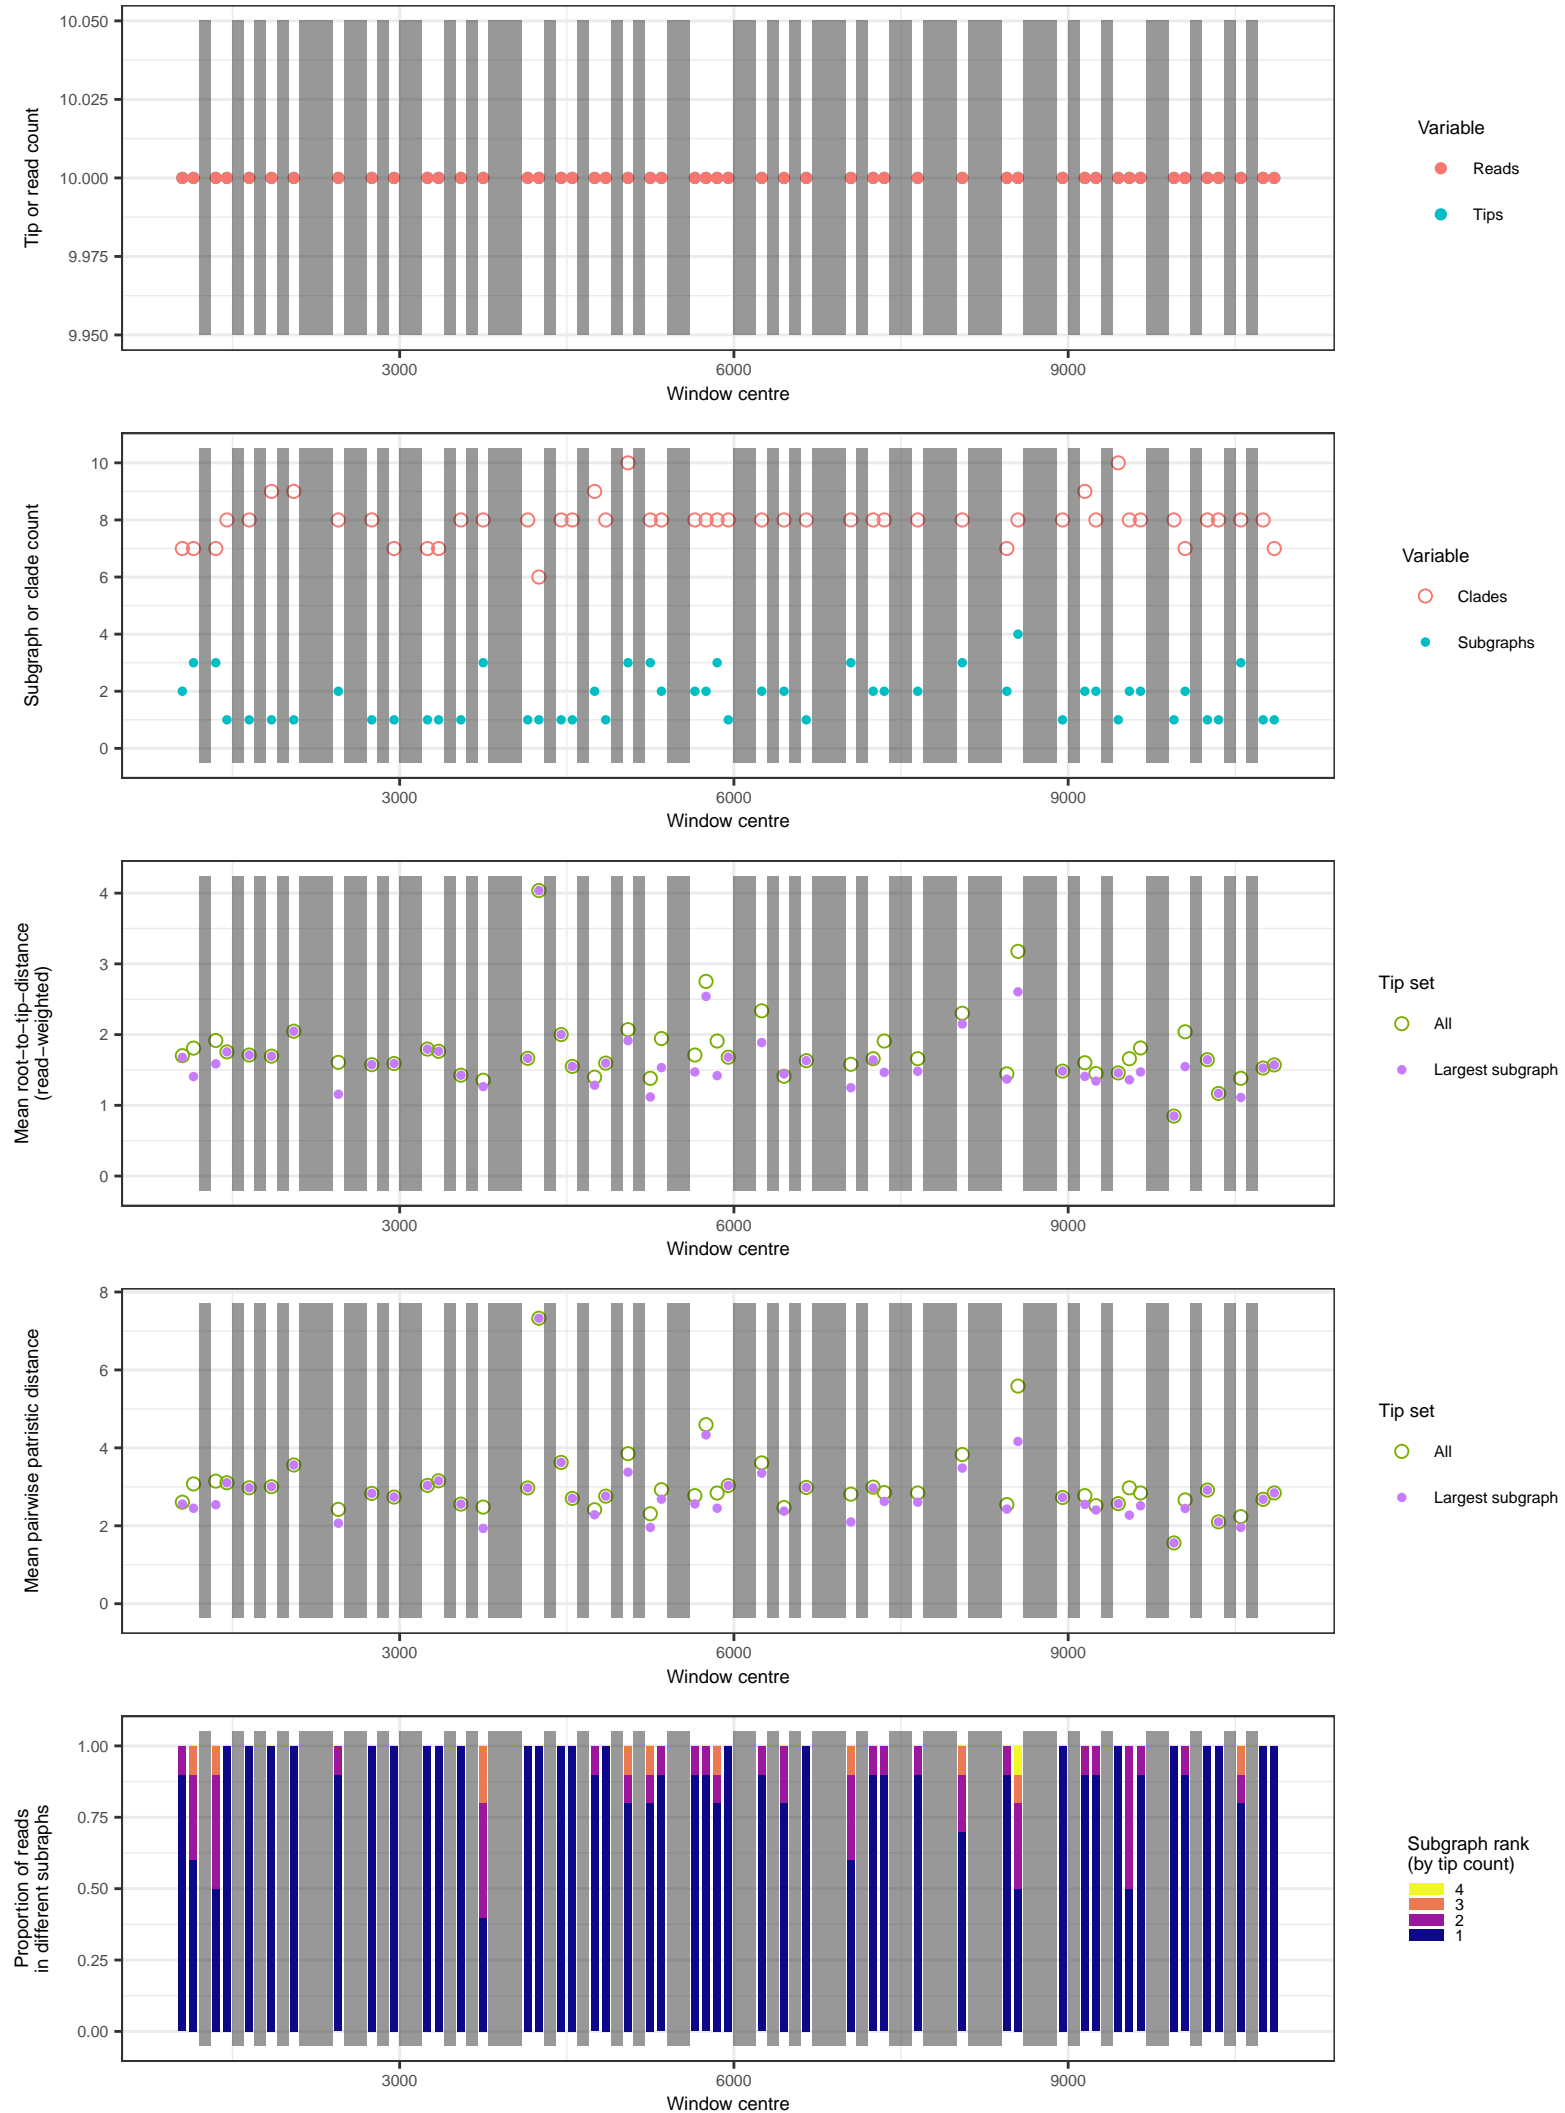 10.050
10.025
10.000
9.975
9.950
Tip or read count
3000
6000
9000
Window centre
Variable
Reads
Tips
10
8
6
4
2
0
Subgraph or clade count
3000
6000
9000
Window centre
Variable
Clades
Subgraphs
4
3
2
1
0
Mean root−to−tip−distance
(read−weighted)
3000
6000
9000
Window centre
Tip set
All
Largest subgraph
8
6
4
2
0
Mean pairwise patristic distance
3000
6000
9000
Window centre
Tip set
All
Largest subgraph
1.00
0.75
0.50
0.25
0.00
Proportion of reads
in different subraphs
3000
6000
9000
Window centre
Subgraph rank
(by tip count)
4
3
2
1